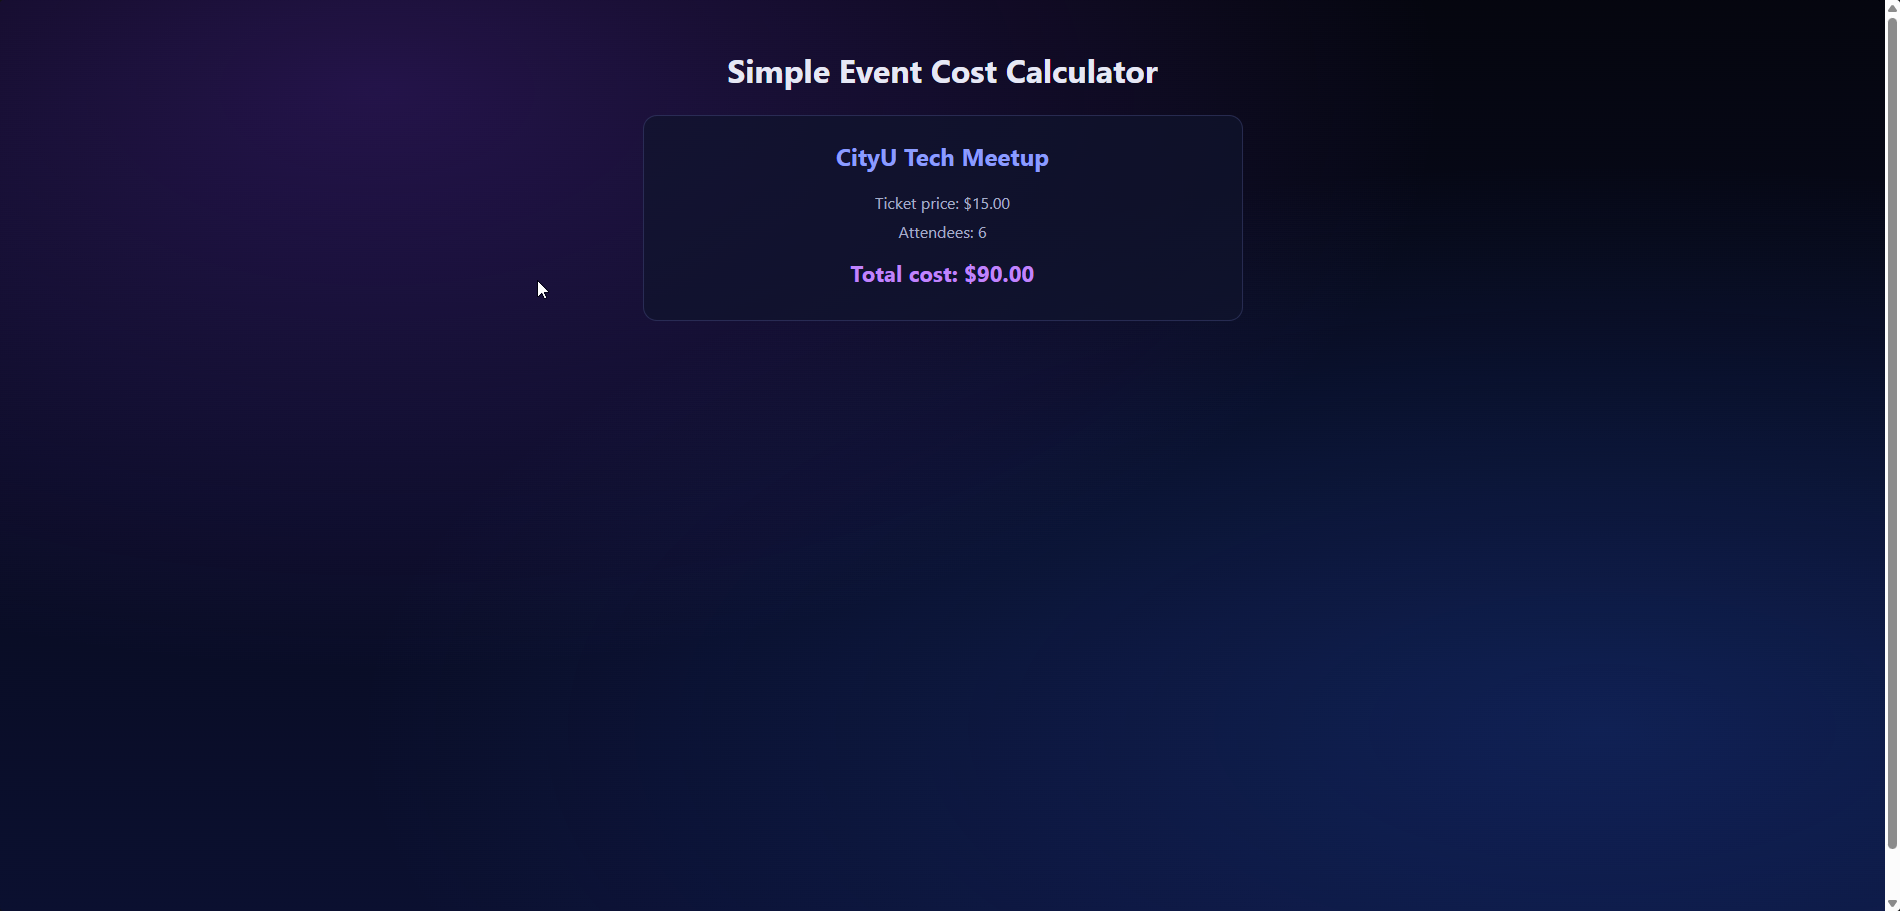 Simple Event Cost Calculator
CityU Tech Meetup
Ticket price: $15.00
Attendees: 6
Total cost: $90.00